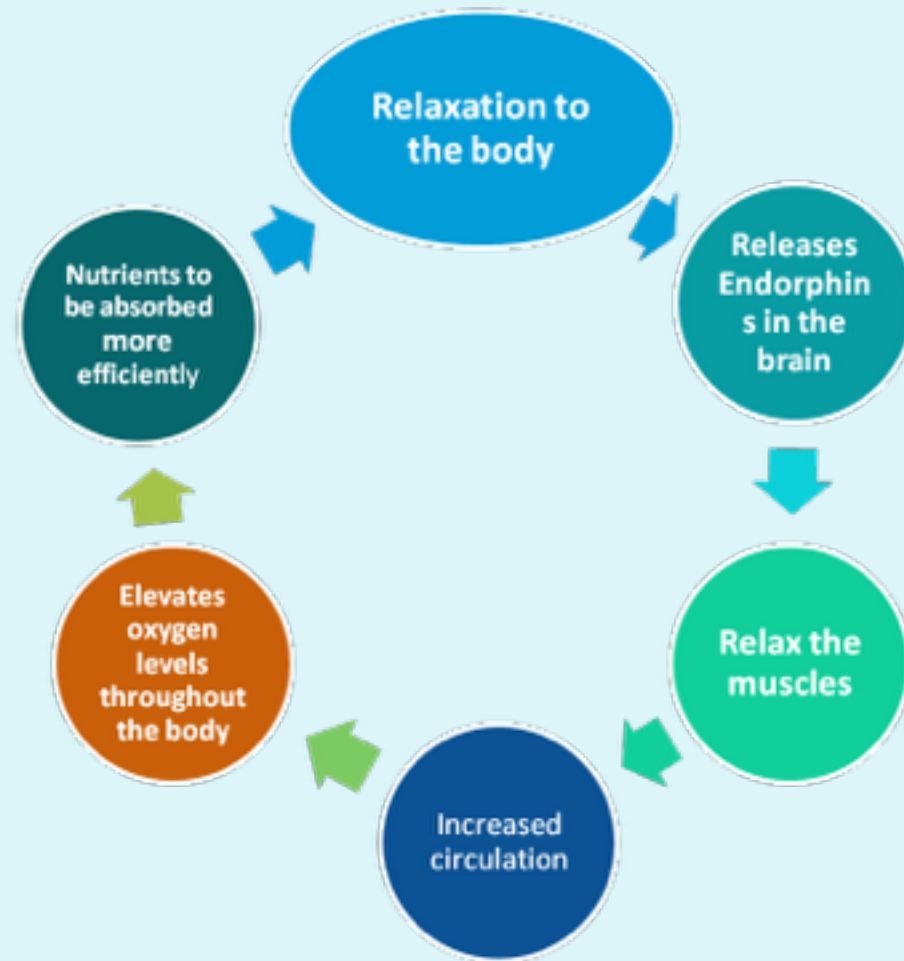 Relaxation to
the body
Releases
Endorphin
s in the
brain
Relax the
muscles
Increased
circulation
Elevates
oxygen
levels
throughout
the body
Nutrients to
be absorbed
more
efficiently